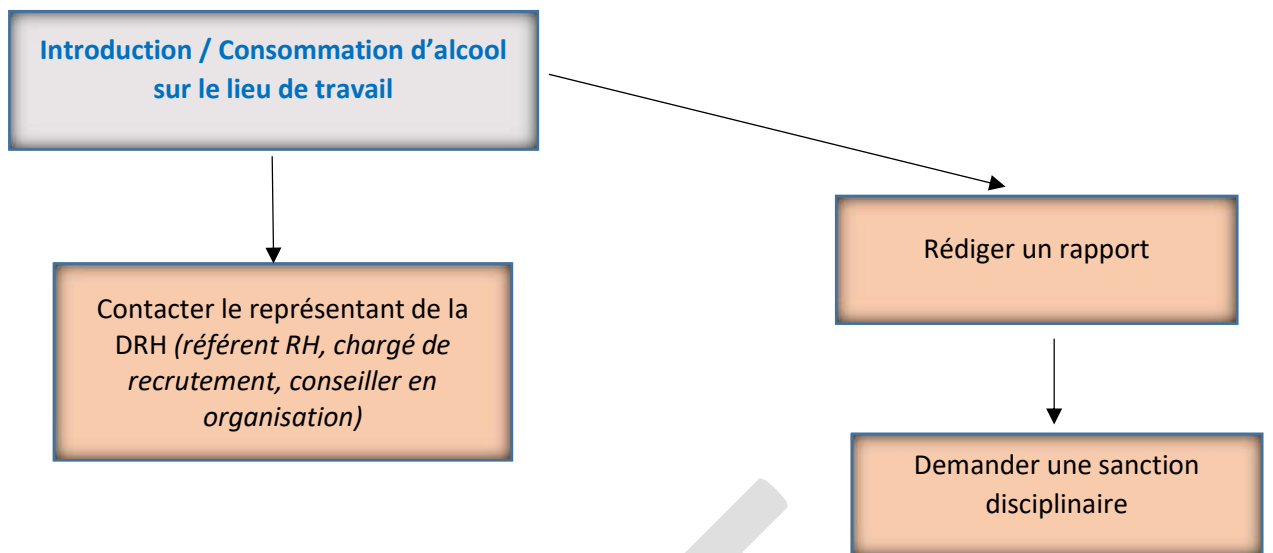 Introduction / Consommation d’alcool
sur le lieu de travail
Rédiger un rapport
Contacter le représentant de la
DRH (référent RH, chargé de
recrutement, conseiller en
organisation)
Demander une sanction
disciplinaire